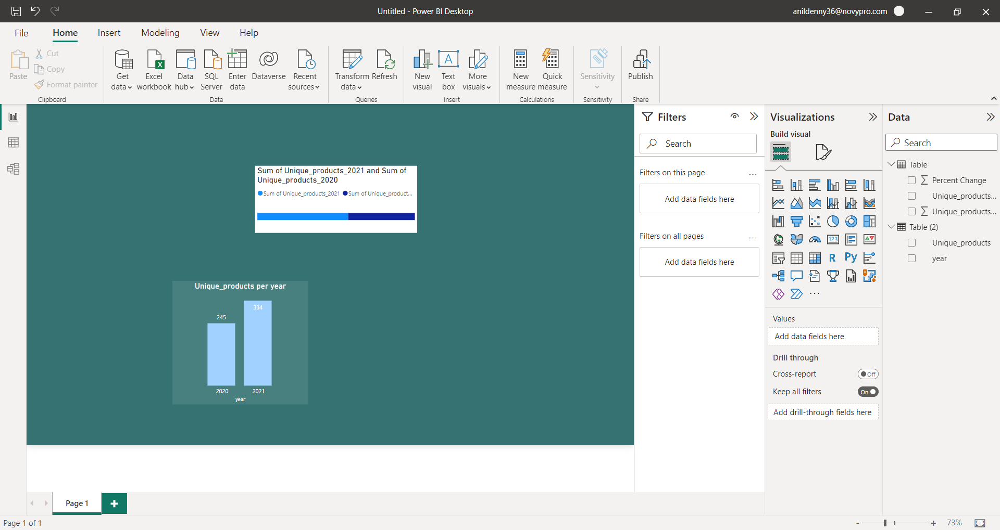 Untitled - Power BI Desktop
anildenny36@novypro.com
File Home Insert Modeling View Help
Paste
Cut
Copy
Format painter
Clipboard
Get data
Excel workbook
Data hub
SQL Server
Enter data
Dataverse
Recent sources
Data
Transform data
Refresh
Queries
New visual
Text box
More visuals
Insert
New measure
Quick measure
Calculations
Sensitivity
Sensitivity
Publish
Share
Sum of Unique_products_2021 and Sum of
Unique_products_2020
Sum of Unique_products_2021 Sum of Unique_product...
Unique_products per year
334
245
2020 2021
year
Filters
Search
Filters on this page
...
Add data fields here
Filters on all pages
...
Add data fields here
Visualizations
Build visual
123
R
Py
...
Values
Add data fields here
Drill through
Cross-report
Off
Keep all filters
On
Add drill-through fields here
Data
Search
Table
Percent Change
Unique_products...
Unique_products...
Table (2)
Unique_products
year
Page 1
+
Page 1 of 1
- + 73%